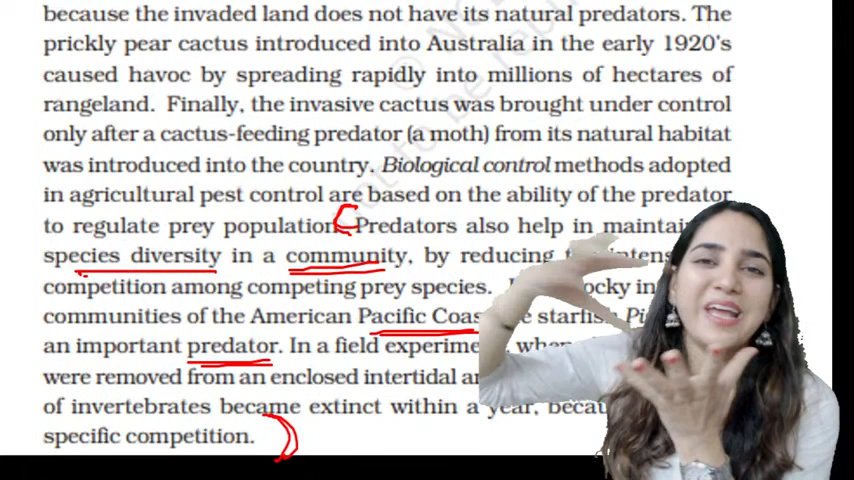 because the invaded land does not have its natural predators. The
prickly pear cactus introduced into Australia in the early 1920's
caused havoc by spreading rapidly into millions of hectares of
rangeland. Finally, the invasive cactus was brought under control
only after a cactus-feeding predator (a moth) from its natural habitat
was introduced into the country. Biological control methods adopted
in agricultural pest control are based on the ability of the predator
to regulate prey population. Predators also help in
species diversity in a community, by reducing
competition among competing prey species.
communities of the American Pacific starfish
an important predator. In a field
were removed from an enclosed intertidal
of invertebrates became extinct within a year,
specific competition.